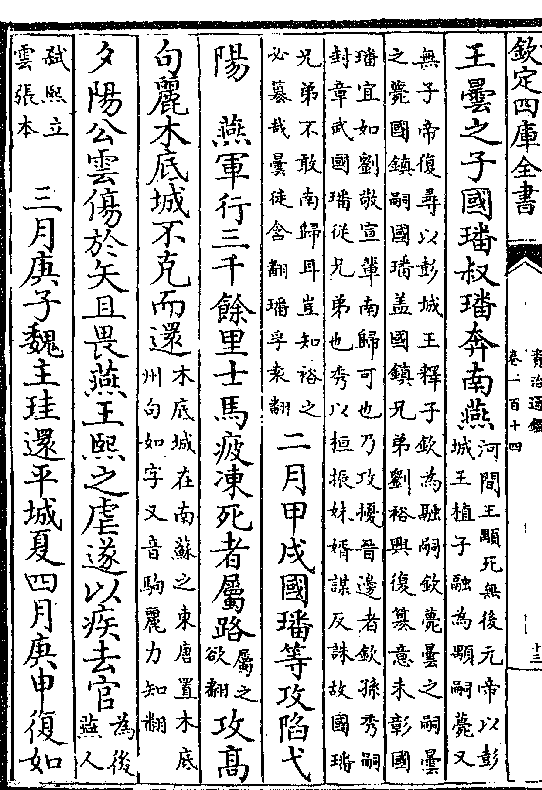 欽定四庫全書
資治通鑑
卷一百十四
十三
王曇之子國璠叔璠奔南燕
河間王顒死無後元帝以彭
城王植子融為顒嗣薨又
無子帝復尋以彭城王釋子欽為融嗣欽薨曇之嗣曇
之薨國鎮嗣國璠蓋國鎮兄弟劉裕興復篡意未彰國
璠宜如劉敬宣輩南歸可也乃攻擾晉邊者欽孫秀嗣
封章武國璠從兄弟也秀以桓振妹婿謀反誅故國璠
兄弟不敢南歸耳豈知裕之
必篡哉曇徒含翻璠孚袁翻
二月甲戌國璠等攻陷弋
陽　燕軍行三千餘里士馬疲凍死者屬路
屬之
欲翻
攻髙
句麗木底城不克而還
木底城在南蘇之東唐置木底
州句如字又音駒麗力知翻
夕陽公雲傷於矢且畏燕王熙之虐遂以疾去官
為後
燕人
弑熙立
雲張本
三月庚子魏主珪還平城夏四月庚申復如